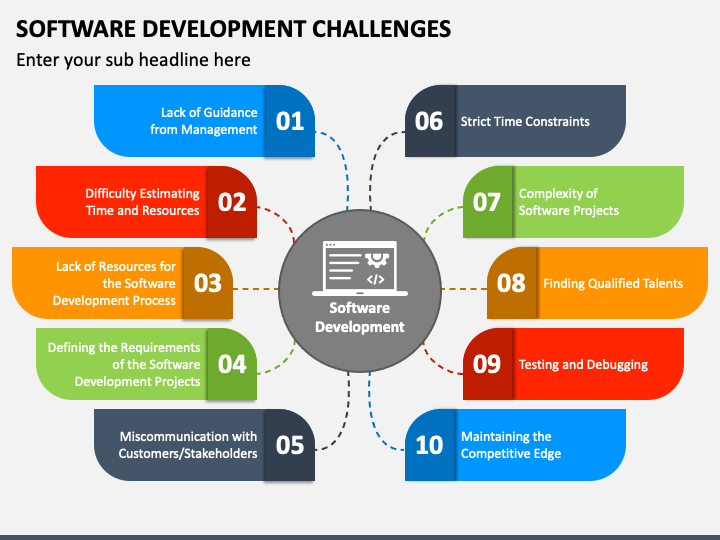 SOFTWARE DEVELOPMENT CHALLENGES
Enter your sub headline here
Lack of Guidance
from Management
01
Difficulty Estimating
Time and Resources
02
Lack of Resources for
the Software
Development Process
03
Defining the Requirements
of the Software
Development Projects
04
Miscommunication with
Customers/Stakeholders
05
</>
Software
Development
06
Strict Time Constraints
07
Complexity of
Software Projects
08
Finding Qualified Talents
09
Testing and Debugging
10
Maintaining the
Competitive Edge